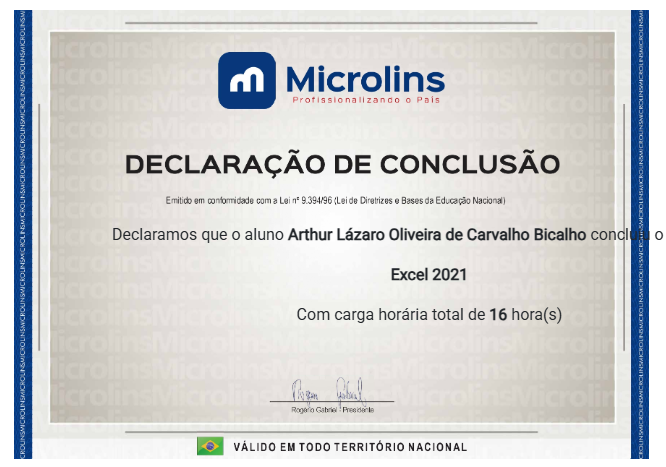 Microlins
Profissionalizando o País
DECLARAÇÃO DE CONCLUSÃO
Emitido em conformidade com a Lei nº 9.394/96 (Lei de Diretrizes e Bases da Educação Nacional)
Declaramos que o aluno Arthur Lázaro Oliveira de Carvalho Bicalho concluiu o
Excel 2021
Com carga horária total de 16 hora(s)
Rogério Gabriel - Presidente
VÁLIDO EM TODO TERRITÓRIO NACIONAL